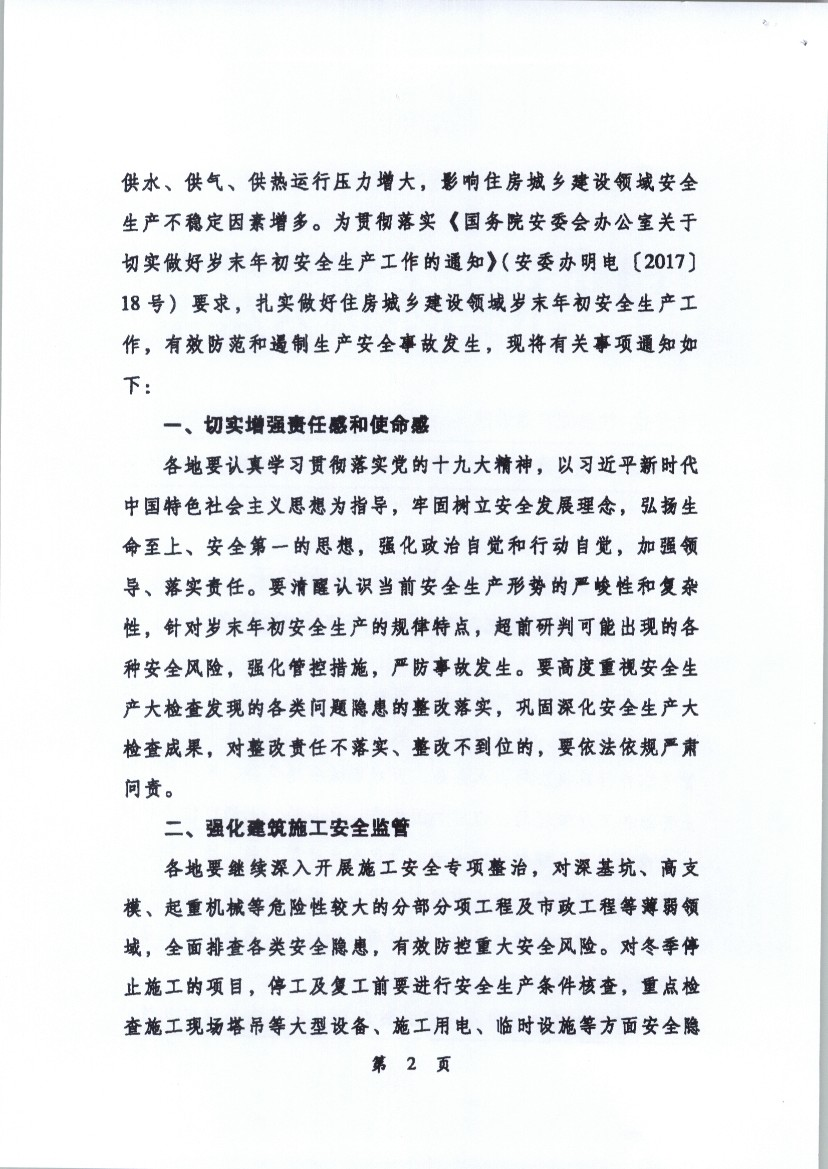 供水、供气、供热运行压力增大，影响住房城乡建设领域安全
生产不稳定因素增多。为贯彻落实《国务院安委会办公室关于
切实做好岁末年初安全生产工作的通知》（安委办明电〔2017〕
18 号）要求，扎实做好住房城乡建设领域岁末年初安全生产工
作，有效防范和遏制生产安全事故发生，现将有关事项通知如
下：
一、切实增强责任感和使命感
各地要认真学习贯彻落实党的十九大精神，以习近平新时代
中国特色社会主义思想为指导，牢固树立安全发展理念，弘扬生
命至上、安全第一的思想，强化政治自觉和行动自觉，加强领
导、落实责任。要清醒认识当前安全生产形势的严峻性和复杂
性，针对岁末年初安全生产的规律特点，超前研判可能出现的各
种安全风险，强化管控措施，严防事故发生。要高度重视安全生
产大检查发现的各类问题隐患的整改落实，巩固深化安全生产大
检查成果，对整改责任不落实、整改不到位的，要依法依规严肃
问责。
二、强化建筑施工安全监管
各地要继续深入开展施工安全专项整治，对深基坑、高支
模、起重机械等危险性较大的分部分项工程及市政工程等薄弱领
域，全面排查各类安全隐患，有效防控重大安全风险。对冬季停
止施工的项目，停工及复工前要进行安全生产条件核查，重点检
查施工现场塔吊等大型设备、施工用电、临时设施等方面安全隐
第 2 页